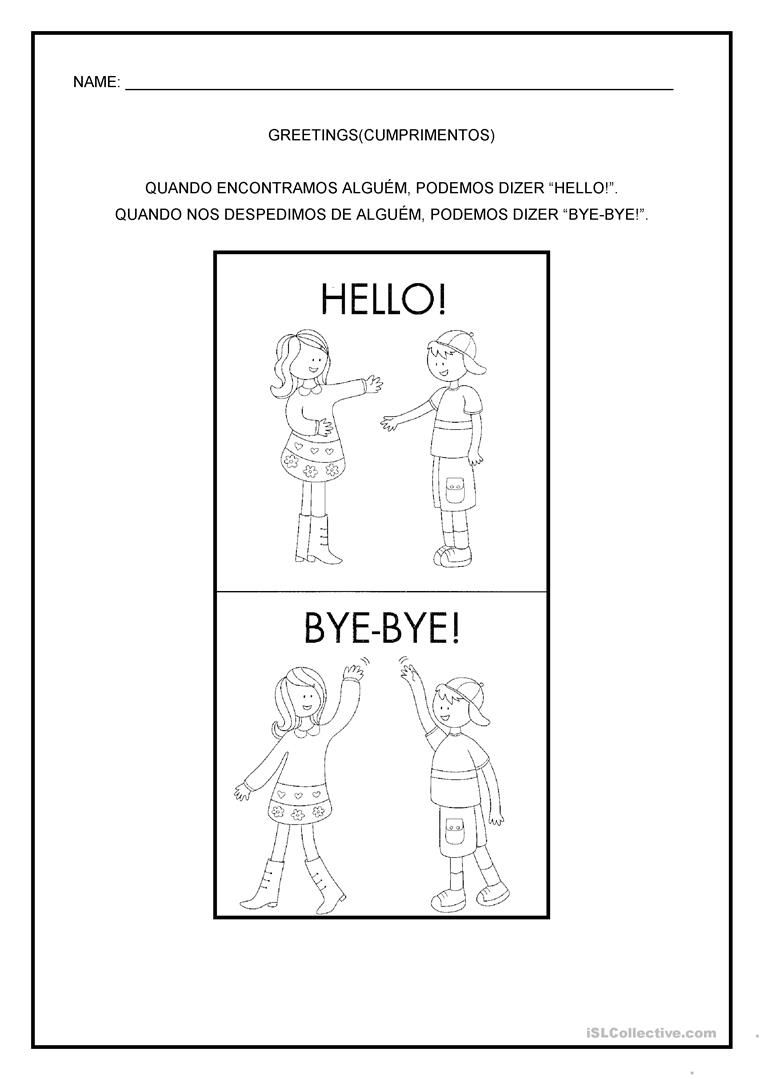 NAME:
GREETINGS(CUMPRIMENTOS)
QUANDO ENCONTRAMOS ALGUÉM, PODEMOS DIZER “HELLO!”.
QUANDO NOS DESPEDIMOS DE ALGUÉM, PODEMOS DIZER “BYE-BYE!”.
HELLO!
BYE-BYE!
iSLCollective.com